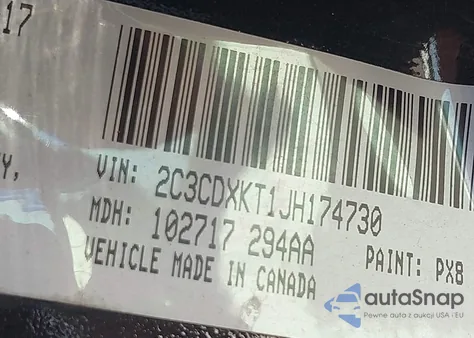 17
Y,
VIN: 2C3CDXKT1JH174730
MDH: 102717 294AA
PAINT: PX8
VEHICLE MADE IN CANADA
autaSnap
Pewne auta z aukcji USA i EU